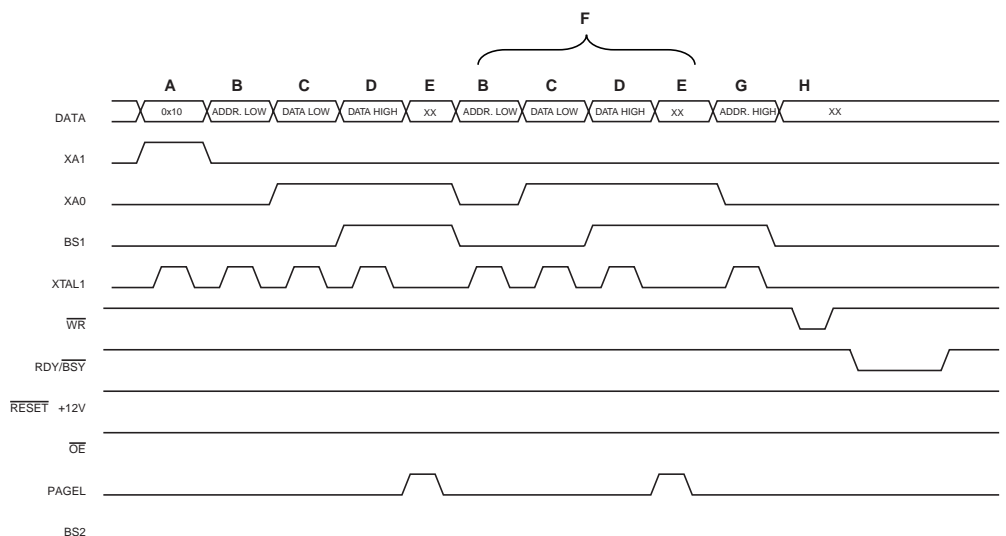 F
A B C D E B C D E G H
DATA 0x10 ADDR. LOW DATA LOW DATA HIGH XX ADDR. LOW DATA LOW DATA HIGH XX ADDR. HIGH XX
XA1
XA0
BS1
XTAL1
WR
RDY/BSY
RESET +12V
OE
PAGEL
BS2